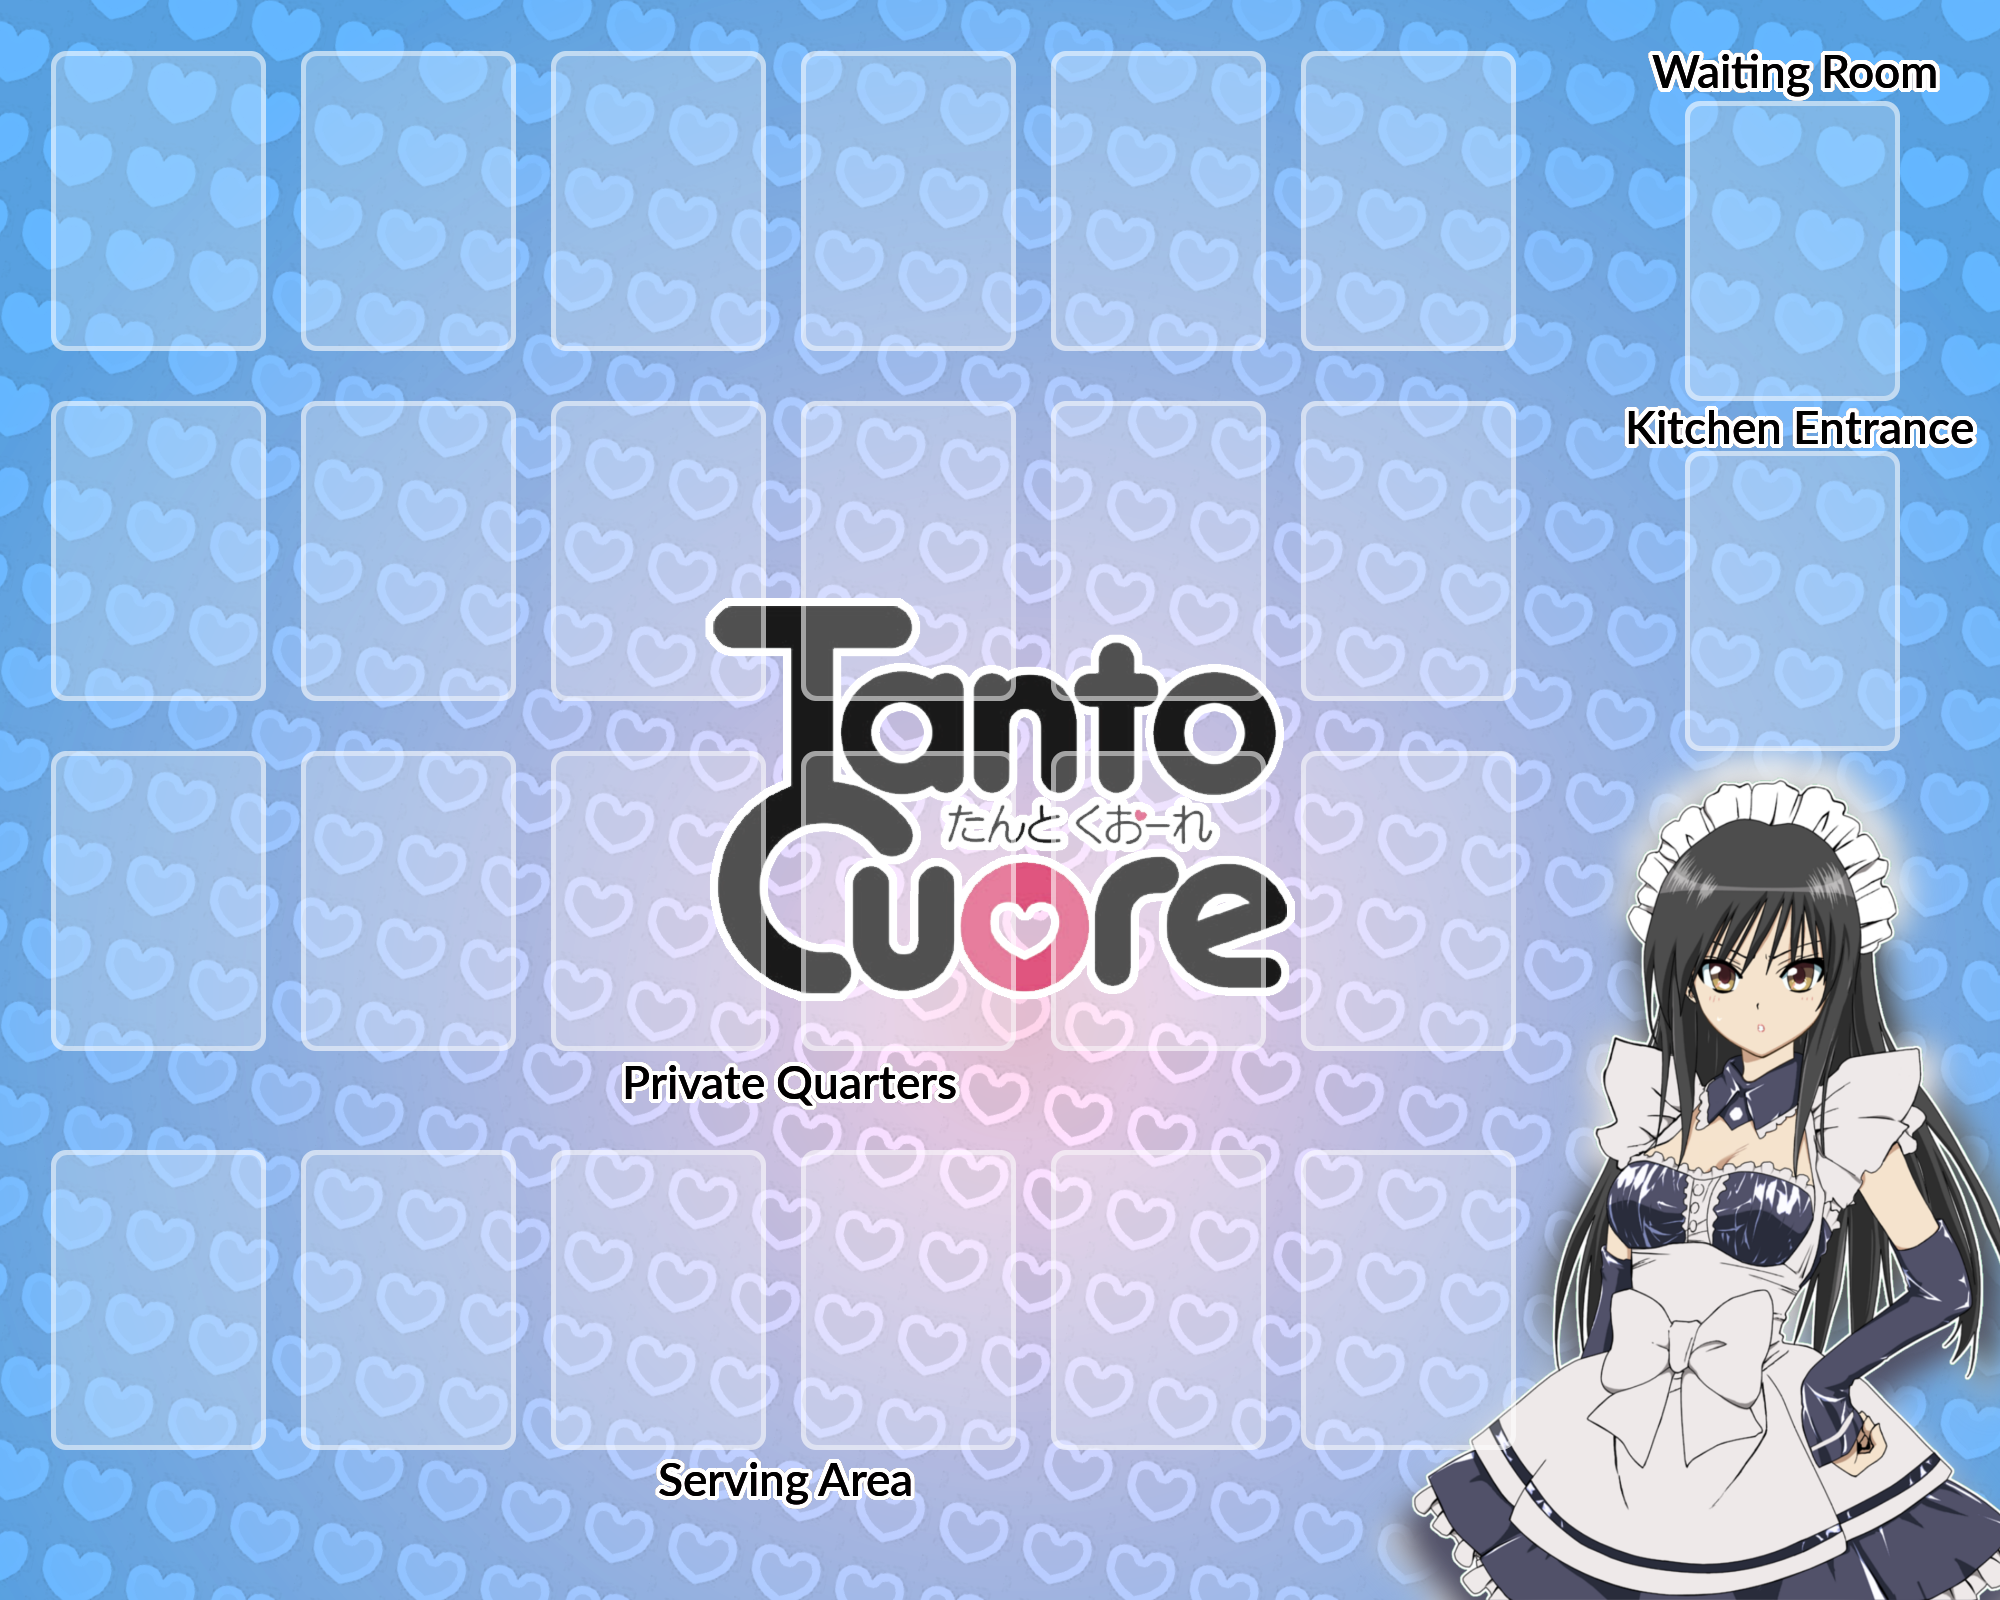 Waiting Room
Kitchen Entrance
Tanto
たんとくおーれ
Cuore
Private Quarters
Serving Area